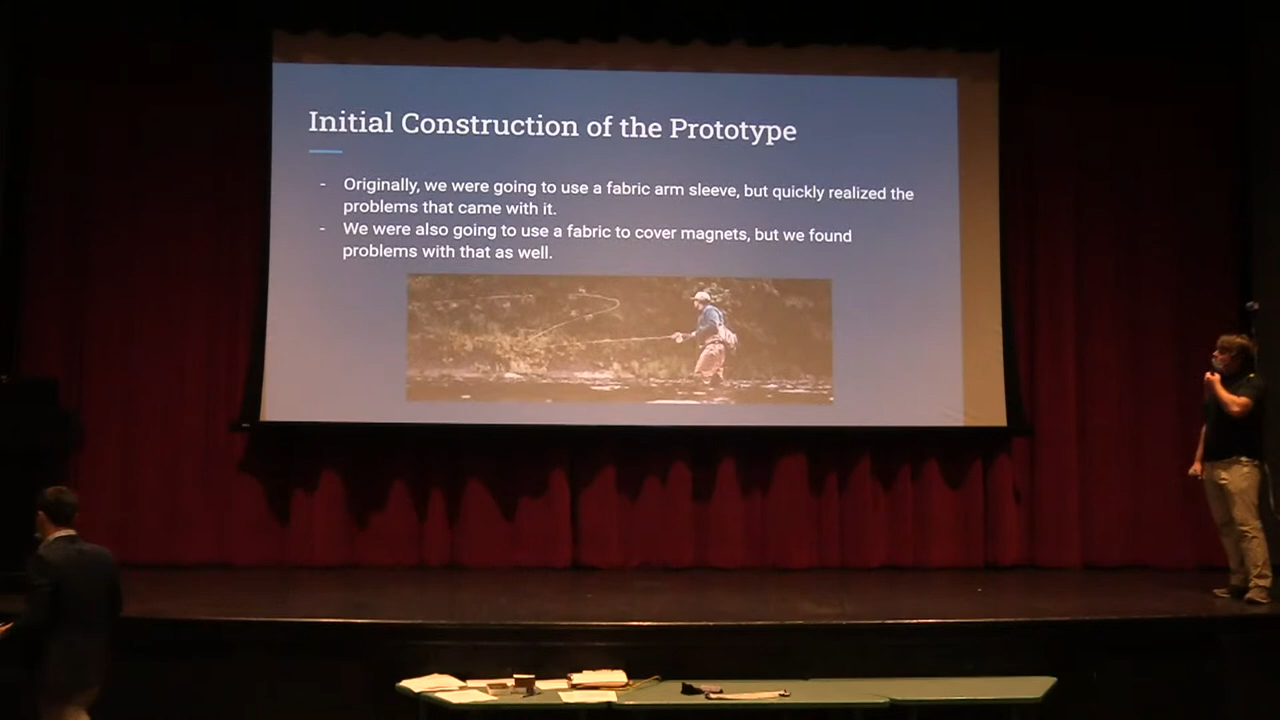 Initial Construction of the Prototype
- Originally, we were going to use a fabric arm sleeve, but quickly realized the
problems that came with it.
- We were also going to use a fabric to cover magnets, but we found
problems with that as well.